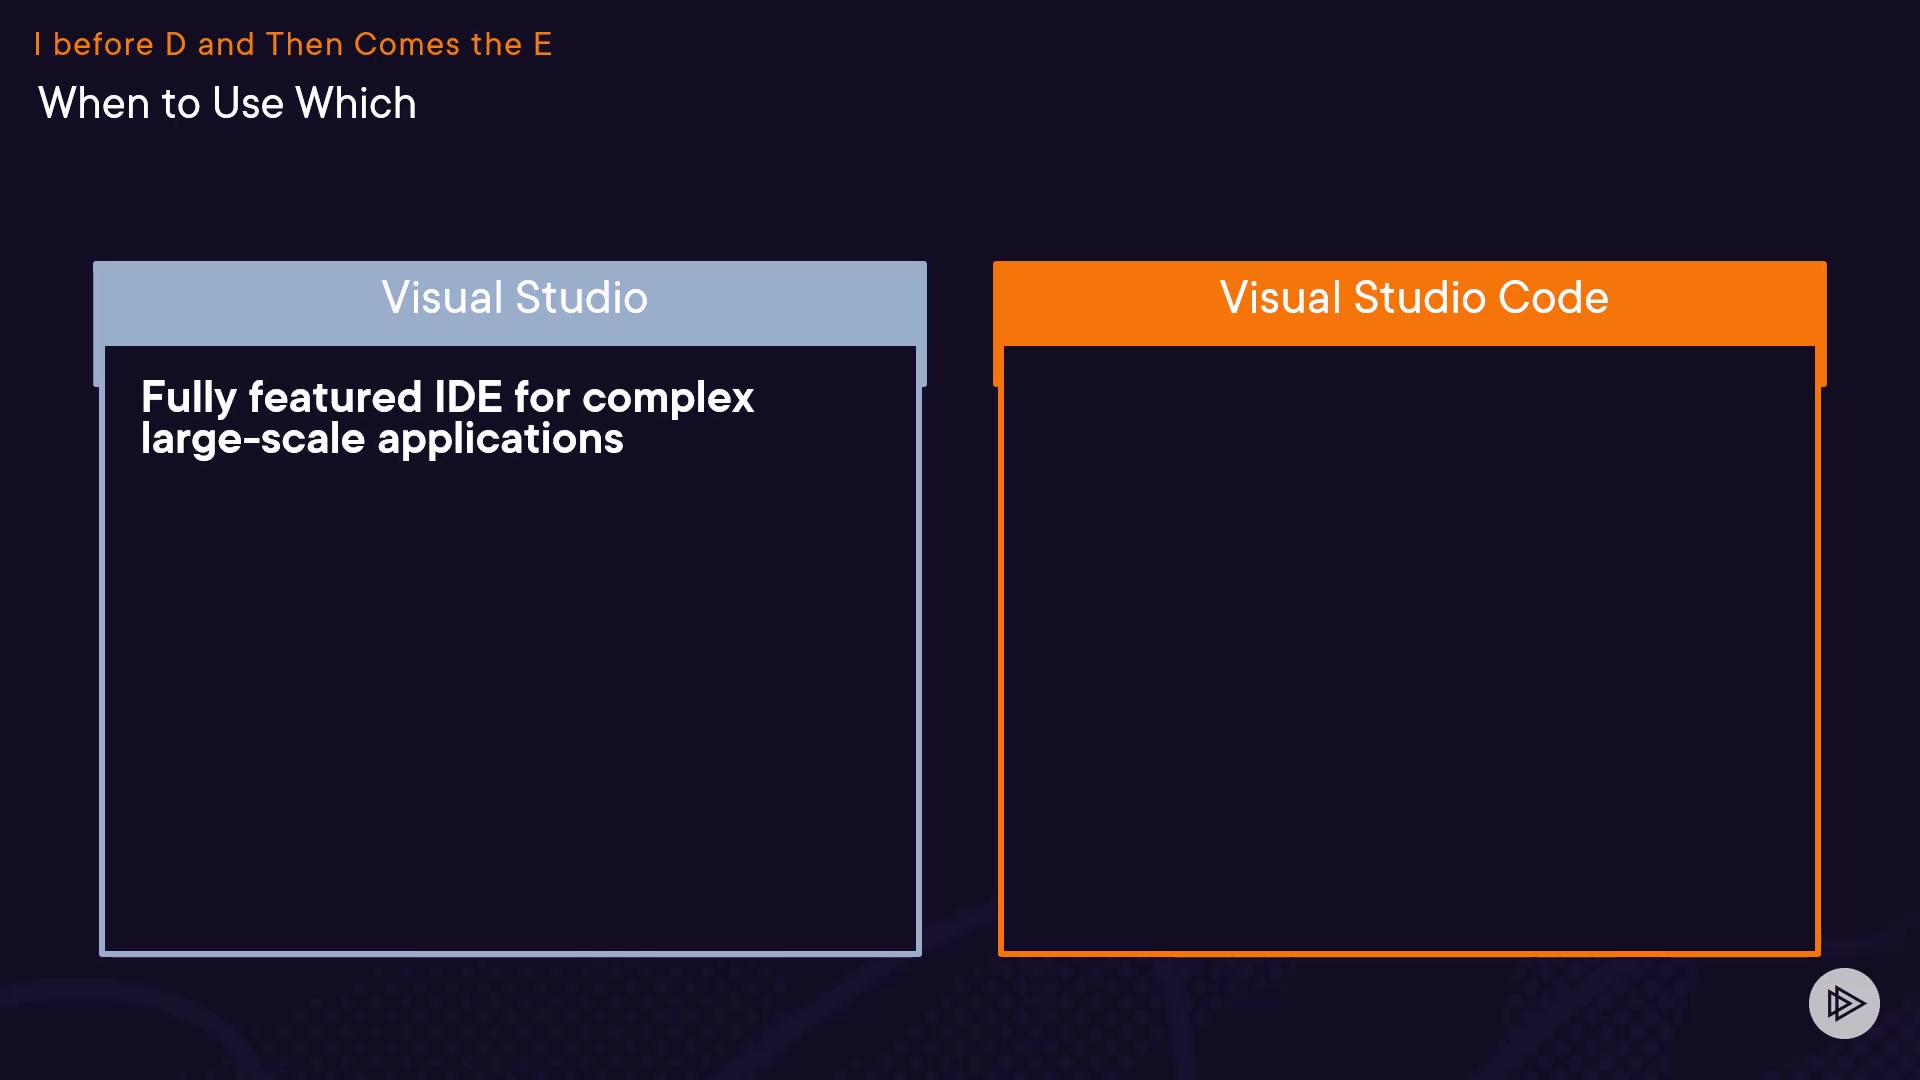 I before D and Then Comes the E
When to Use Which
Visual Studio
Fully featured IDE for complex
large-scale applications
Visual Studio Code